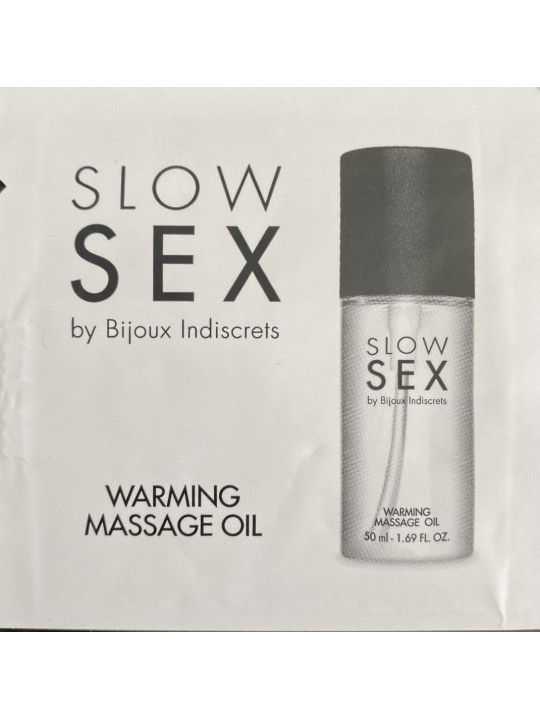 SLOW
SEX
by Bijoux Indiscrets
WARMING
MASSAGE OIL
SLOW
SEX
by Bijoux Indiscrets
WARMING
MASSAGE OIL
50 ml - 1.69 FL. OZ.